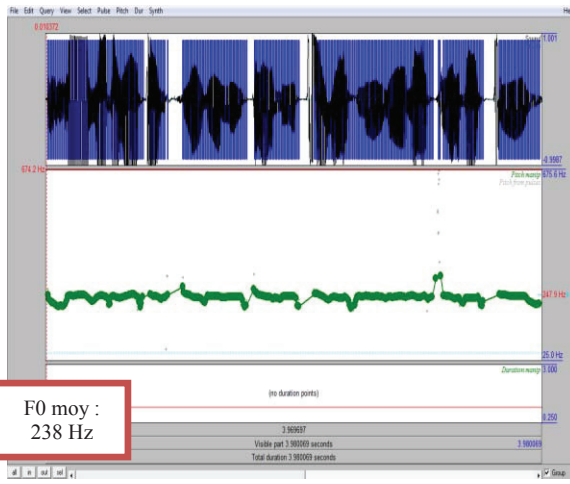 File Edit Query View Select Pulse Pitch Dur Synth
0.010372
Sound 1.001
-0.9987
674.2 Hz
Pitch manip 675.6 Hz
Pitch from pulses
247.9 Hz
25.0 Hz
Duration manip 3.000
(no duration points)
0.250
F0 moy :
238 Hz
3.969697
Visible part 3.980069 seconds 3.980069
Total duration 3.980069 seconds
all in out sel Group